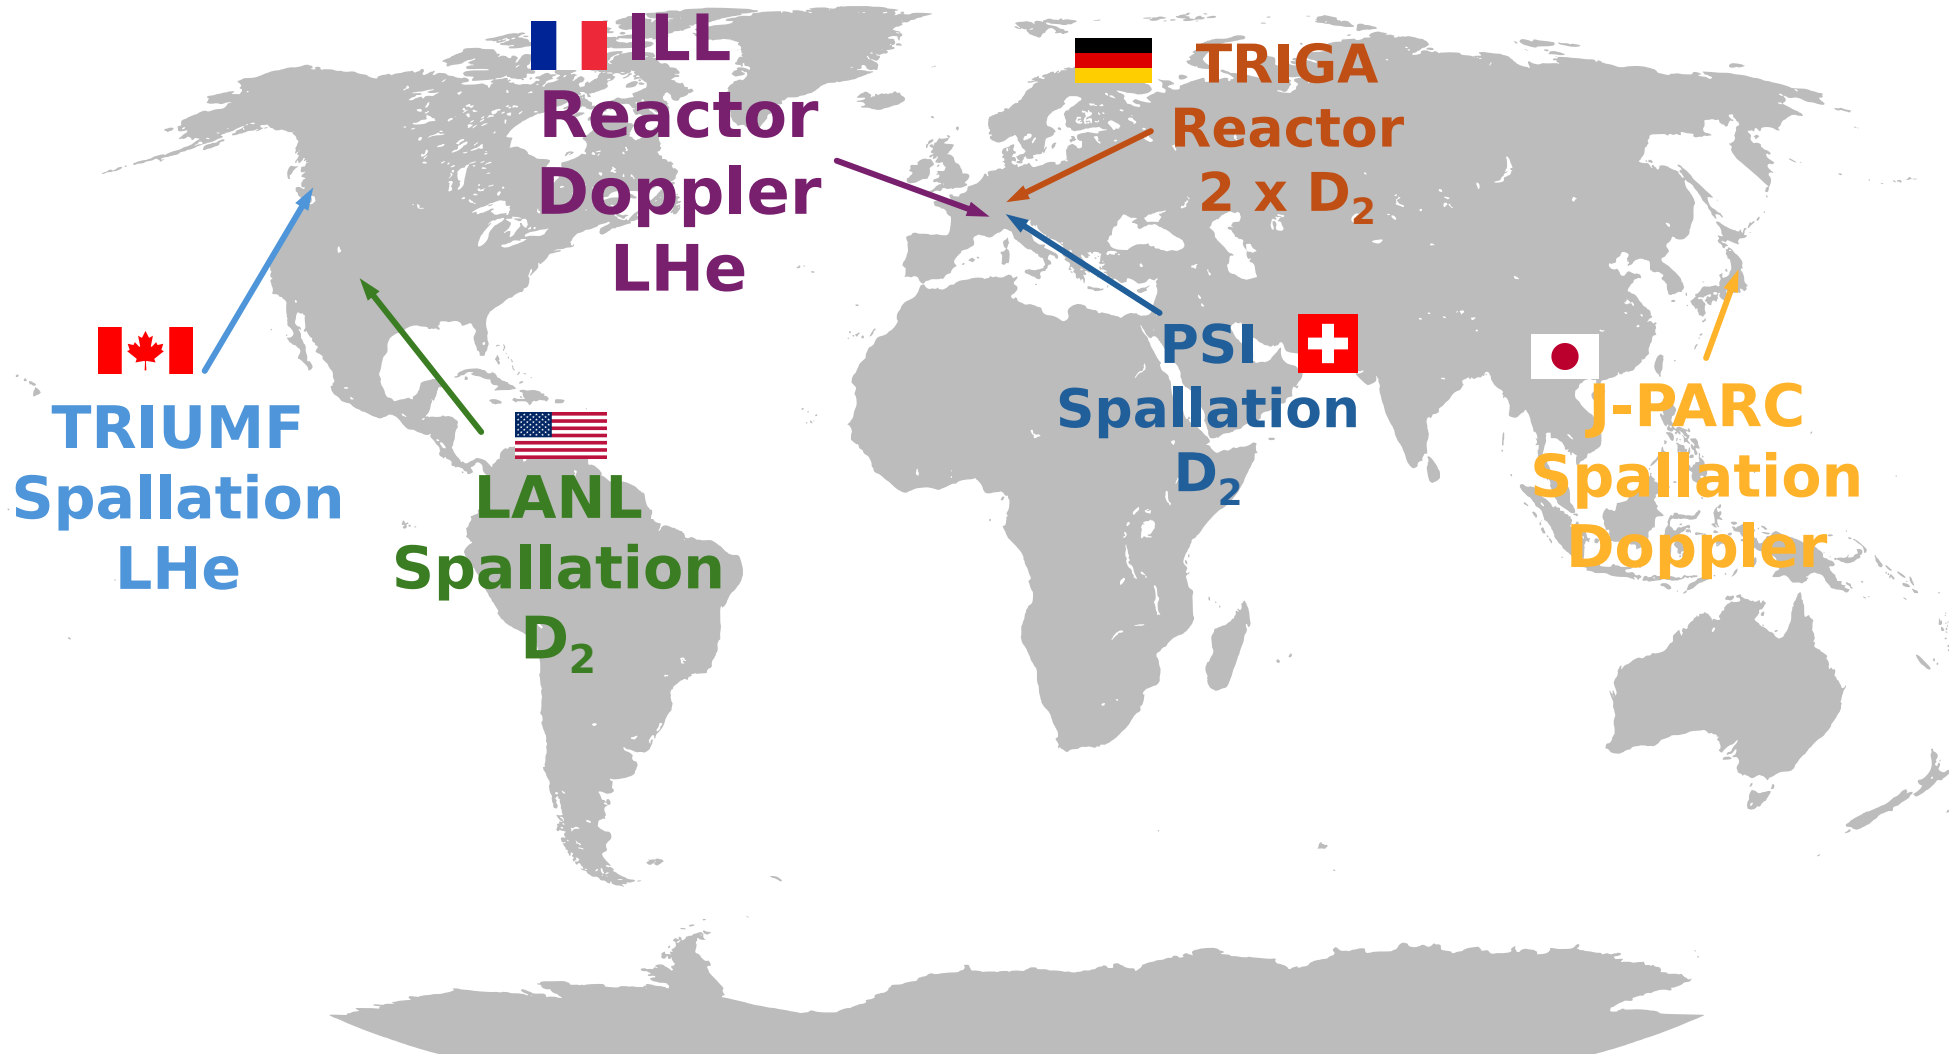 ILL
Reactor
Doppler
LHe
TRIGA
Reactor
2 x D₂
PSI
Spallation
D₂
J-PARC
Spallation
Doppler
TRIUMF
Spallation
LHe
LANL
Spallation
D₂